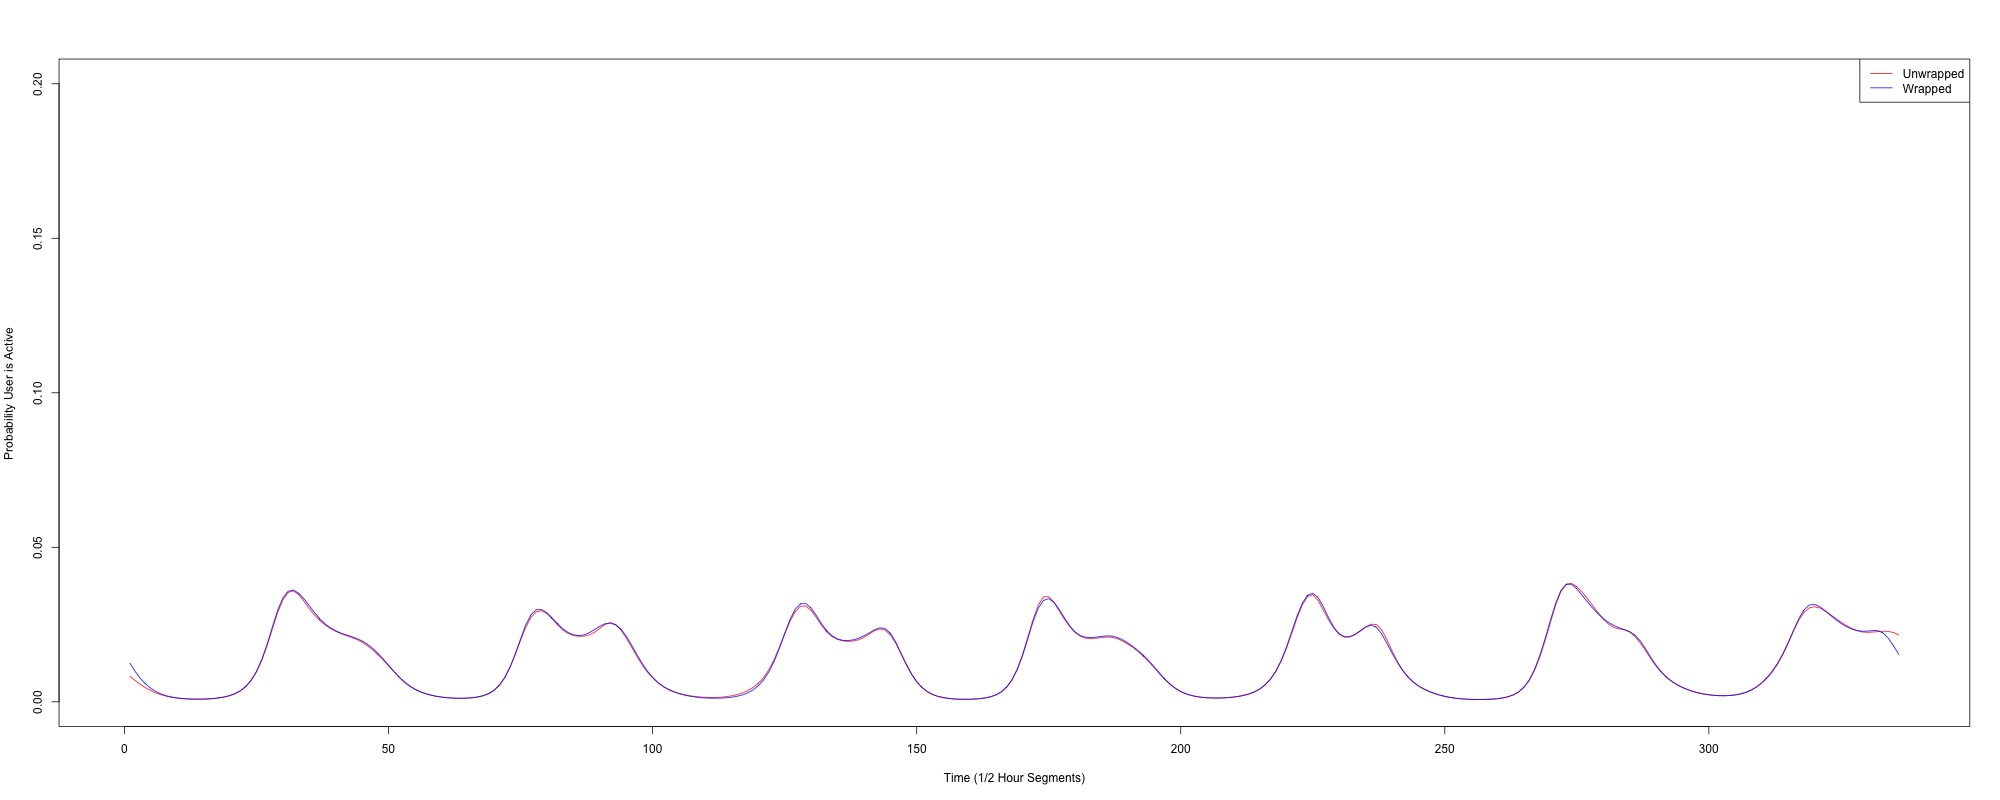 Unwrapped
Wrapped
0.20
0.15
0.10
0.05
0.00
Probability User is Active
0 50 100 150 200 250 300
Time (1/2 Hour Segments)